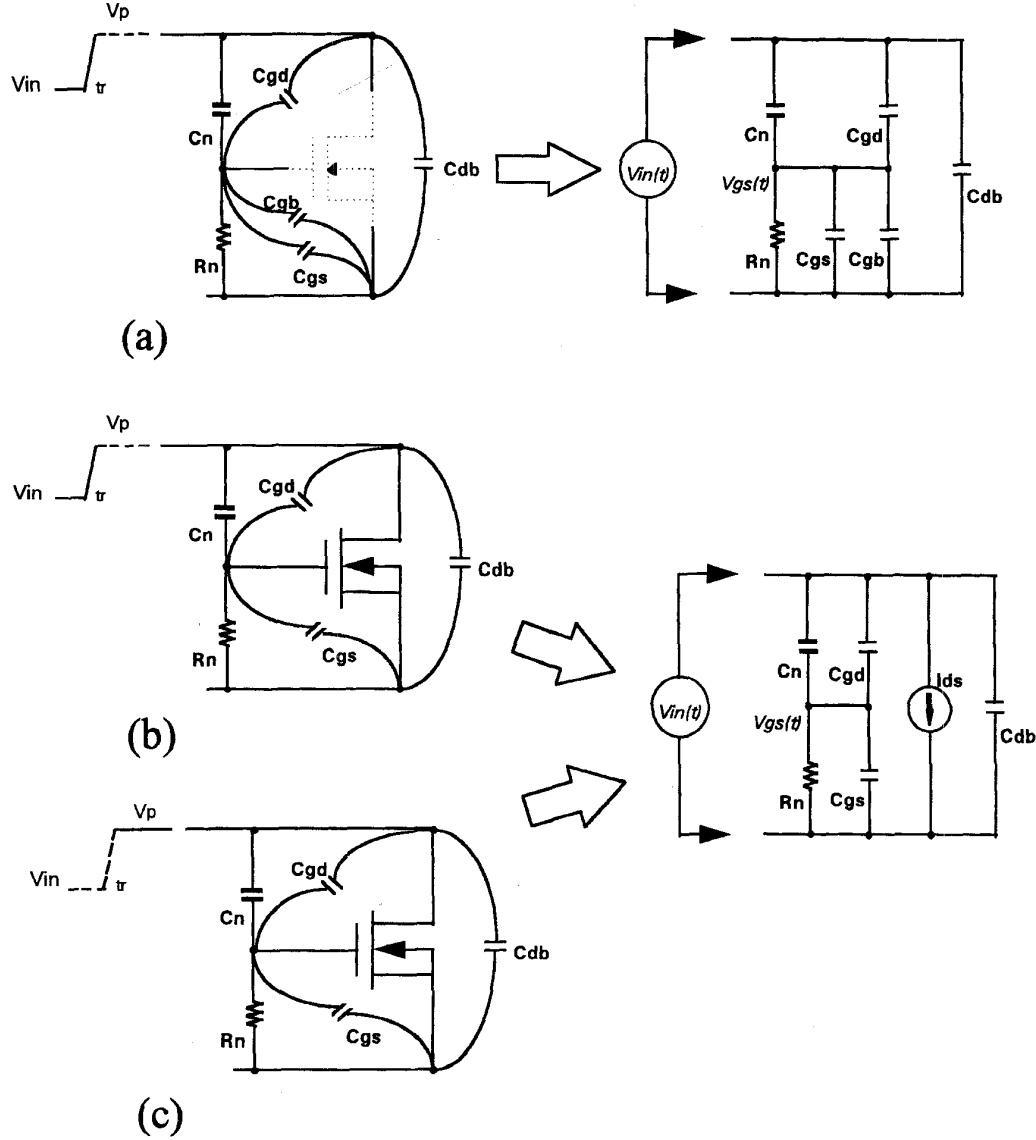 Vp
Vin
tr
Cgd
Cn
Cdb
Cgb
Rn
Cgs
Vin(t)
Cn
Cgd
Vgs(t)
Cdb
Rn
Cgs
Cgb
(a)
Vp
Vin
tr
Cgd
Cn
Cdb
Rn
Cgs
(b)
Vin(t)
Cn
Cgd
Ids
Vgs(t)
Cdb
Rn
Cgs
Vp
Vin
tr
Cgd
Cn
Cdb
Rn
Cgs
(c)